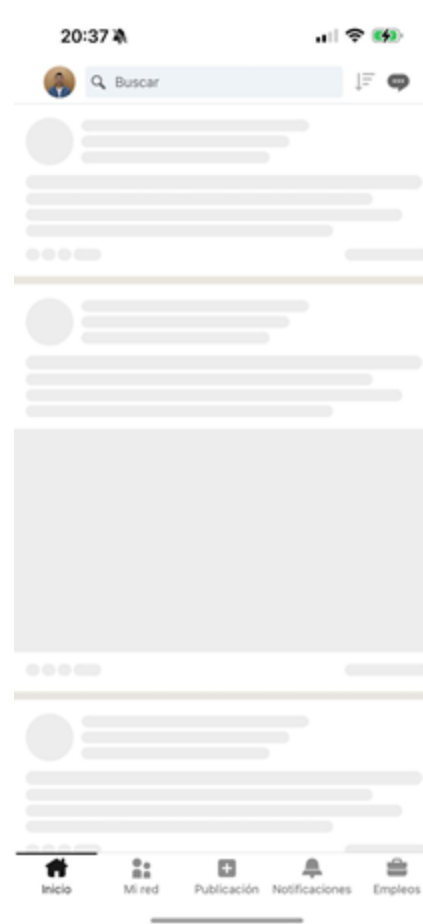 20:37
Buscar
Inicio
Mi red
Publicación
Notificaciones
Empleos